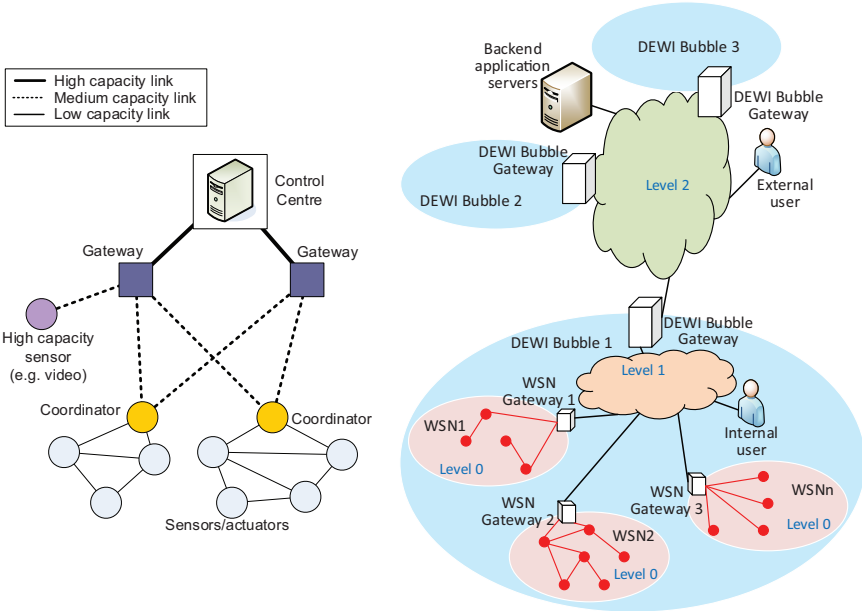 High capacity link
Medium capacity link
Low capacity link
Control
Centre
Gateway
Gateway
High capacity
sensor
(e.g. video)
Coordinator
Coordinator
Sensors/actuators
Backend
application
servers
DEWI Bubble 3
DEWI Bubble
Gateway
DEWI Bubble
Gateway
DEWI Bubble 2
Level 2
External
user
DEWI Bubble 1
DEWI Bubble
Gateway
Level 1
WSN
Gateway 1
Internal
user
WSN1
Level 0
WSN
Gateway 2
WSN2
Level 0
WSN
Gateway 3
WSNn
Level 0